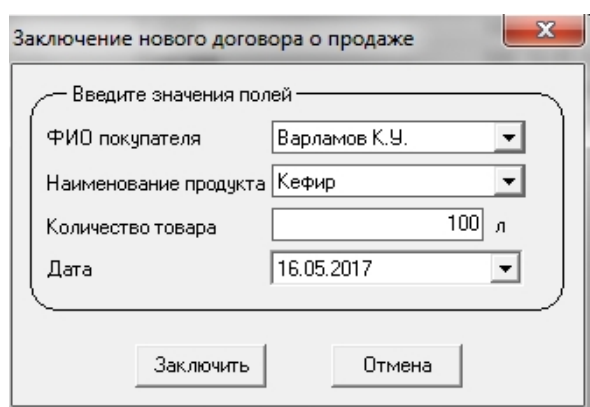 Заключение нового договора о продаже
Введите значения полей
ФИО покупателя Варламов К.У.
Наименование продукта Кефир
Количество товара 100 л
Дата 16.05.2017
Заключить Отмена